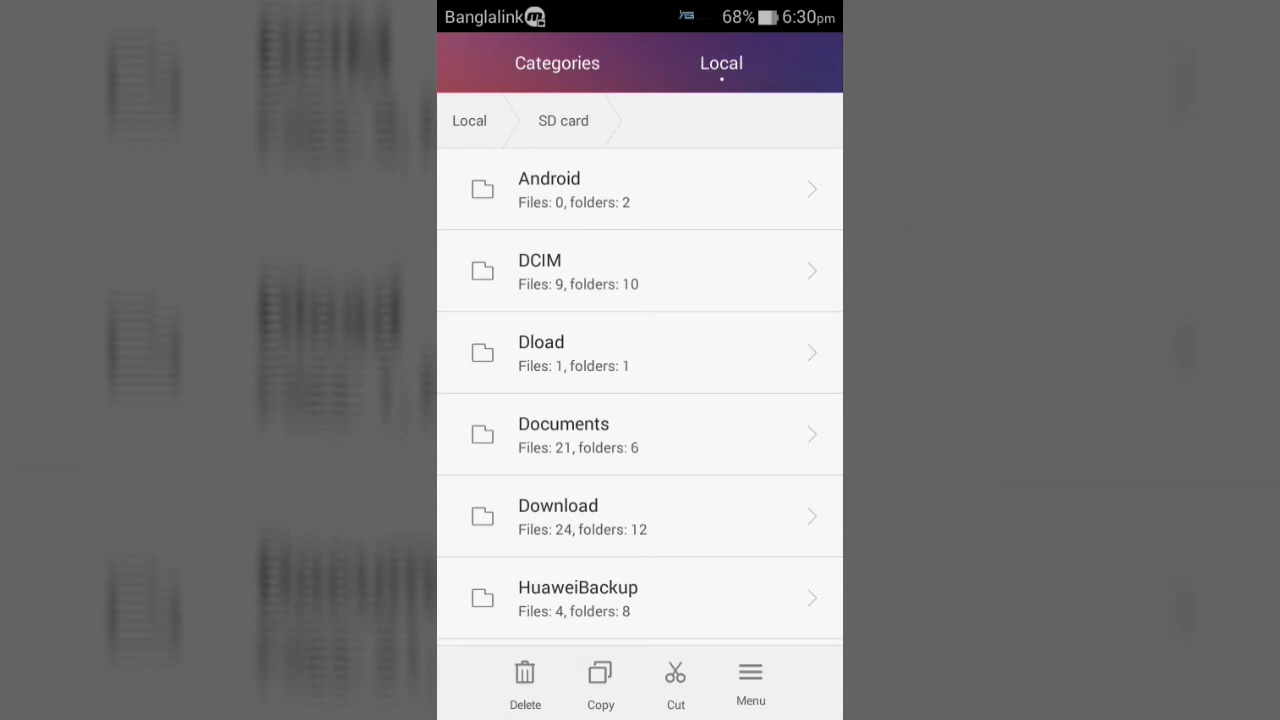 Banglalink 68% 6:30pm
Categories Local
Local SD card
Android
Files: 0, folders: 2
DCIM
Files: 9, folders: 10
Dload
Files: 1, folders: 1
Documents
Files: 21, folders: 6
Download
Files: 24, folders: 12
HuaweiBackup
Files: 4, folders: 8
Delete Copy Cut Menu